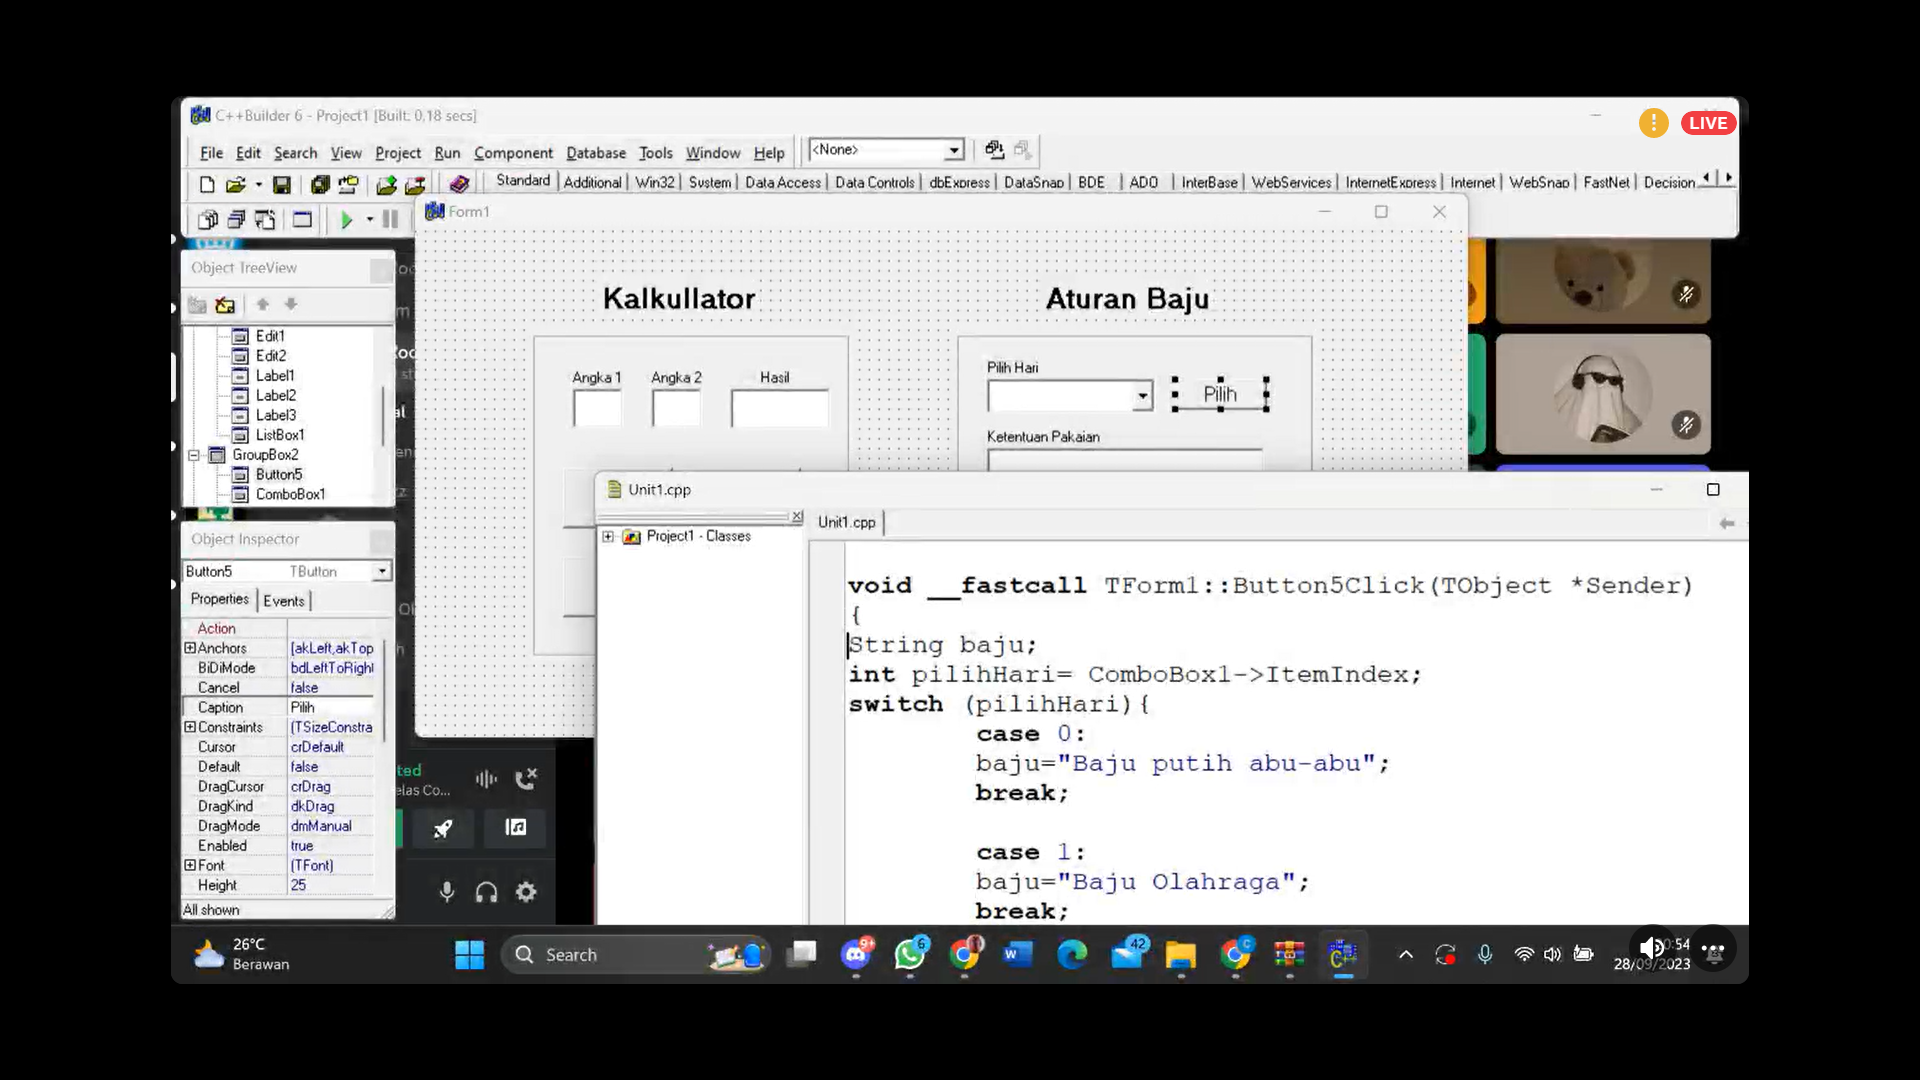 C++Builder 6 - Project1 [Built: 0,18 secs]
LIVE
File Edit Search View Project Run Component Database Tools Window Help
<None>
Standard Additional Win32 System Data Access Data Controls dbExpress DataSnap BDE ADO InterBase WebServices InternetExpress Internet WebSnap FastNet Decision
Form1
Object TreeView
Edit1
Edit2
Label1
Label2
Label3
ListBox1
GroupBox2
Button5
ComboBox1
Kalkullator
Angka 1 Angka 2 Hasil
Aturan Baju
Pilih Hari
Pilih
Ketentuan Pakaian
Object Inspector
Button5 TButton
Properties Events
Action
Anchors [akLeft,akTop
BiDiMode bdLeftToRight
Cancel false
Caption Pilih
Constraints (TSizeConstra
Cursor crDefault
Default false
DragCursor crDrag
DragKind dkDrag
DragMode dmManual
Enabled true
Font (TFont)
Height 25
All shown
ted
elas Co...
Unit1.cpp
Project1 - Classes
Unit1.cpp
void __fastcall TForm1::Button5Click(TObject *Sender)
{
String baju;
int pilihHari= ComboBox1->ItemIndex;
switch (pilihHari){
case 0:
baju="Baju putih abu-abu";
break;
case 1:
baju="Baju Olahraga";
break;
26°C
Berawan
Search
9+
6
42
:54
28/09/2023